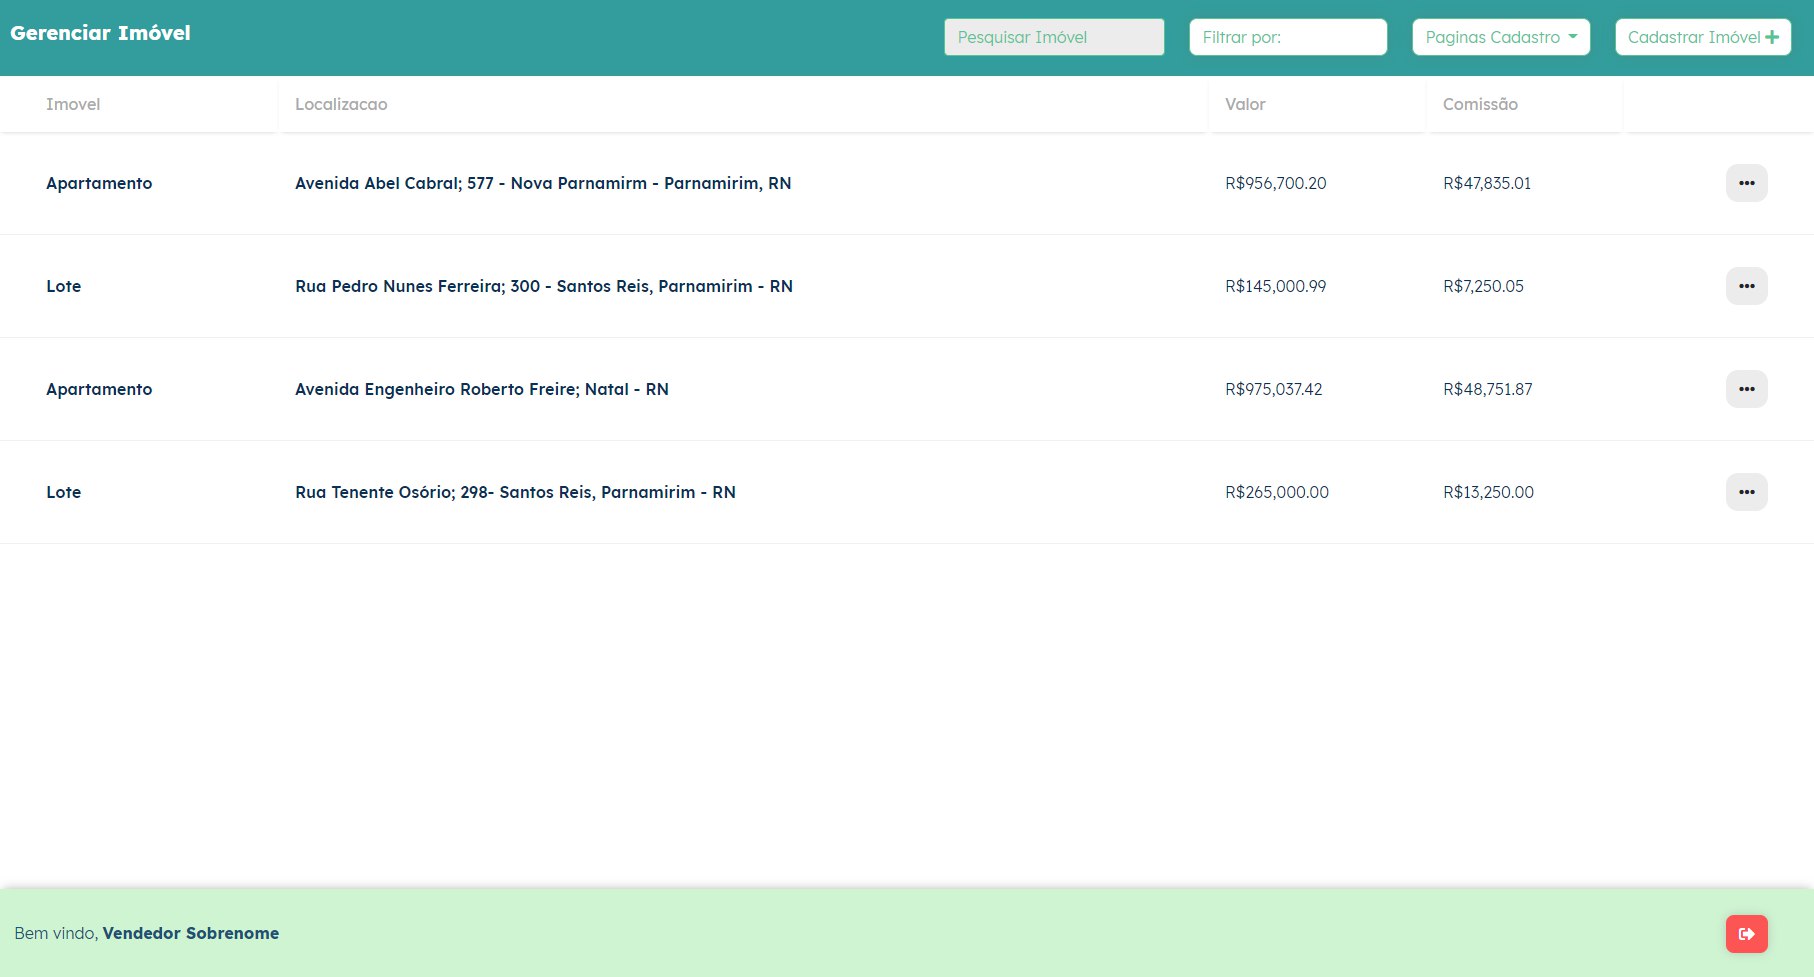 Gerenciar Imóvel Pesquisar Imóvel Filtrar por: Paginas Cadastro Cadastrar Imóvel
Imovel Localizacao Valor Comissão
Apartamento Avenida Abel Cabral; 577 - Nova Parnamirm - Parnamirim, RN R$956,700.20 R$47,835.01
Lote Rua Pedro Nunes Ferreira; 300 - Santos Reis, Parnamirim - RN R$145,000.99 R$7,250.05
Apartamento Avenida Engenheiro Roberto Freire; Natal - RN R$975,037.42 R$48,751.87
Lote Rua Tenente Osório; 298- Santos Reis, Parnamirim - RN R$265,000.00 R$13,250.00
Bem vindo, Vendedor Sobrenome